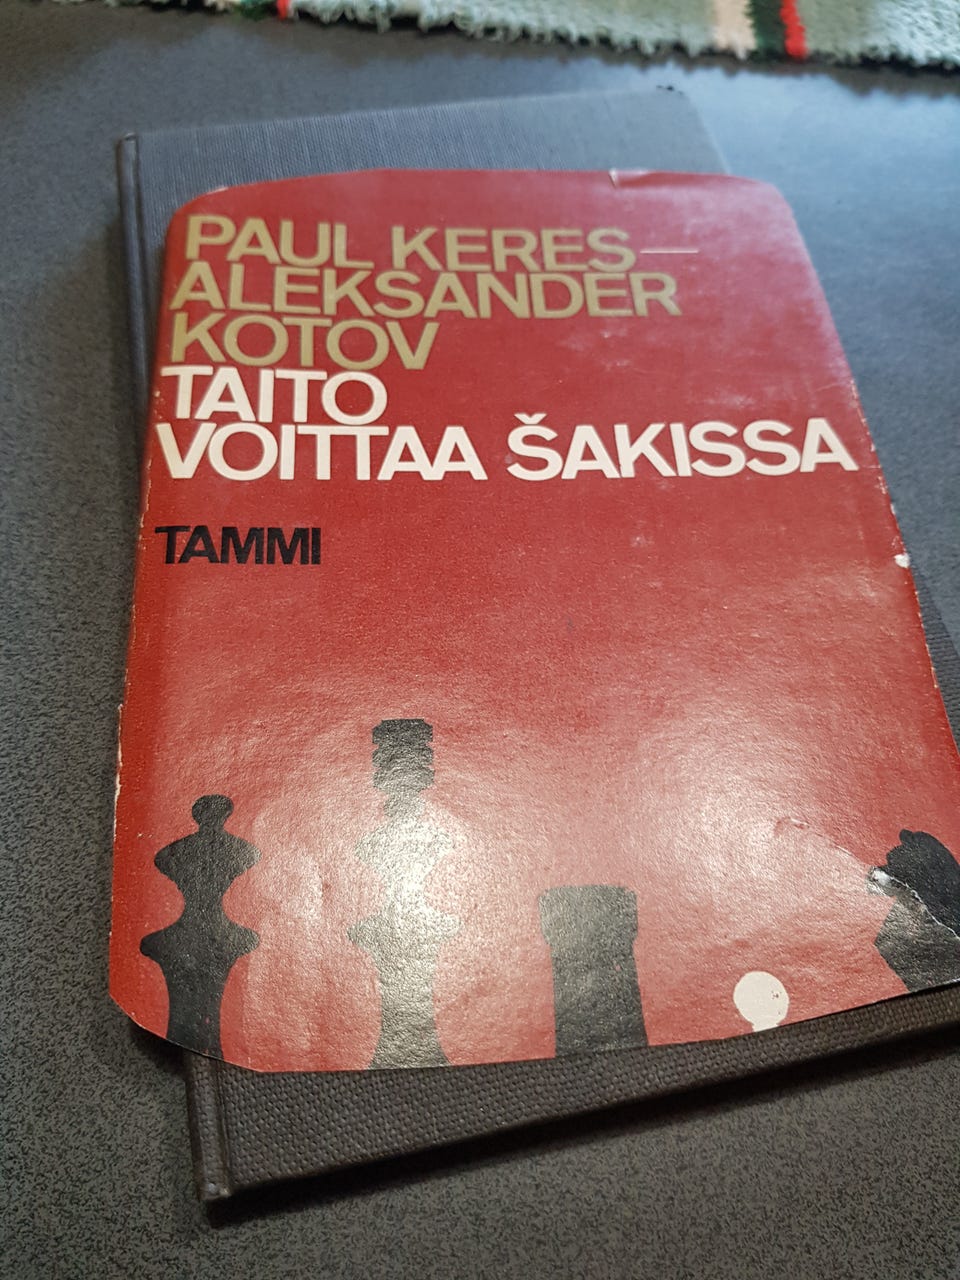 PAUL KERES—
ALEKSANDER
KOTOV
TAITO
VOITTAA ŠAKISSA
TAMMI